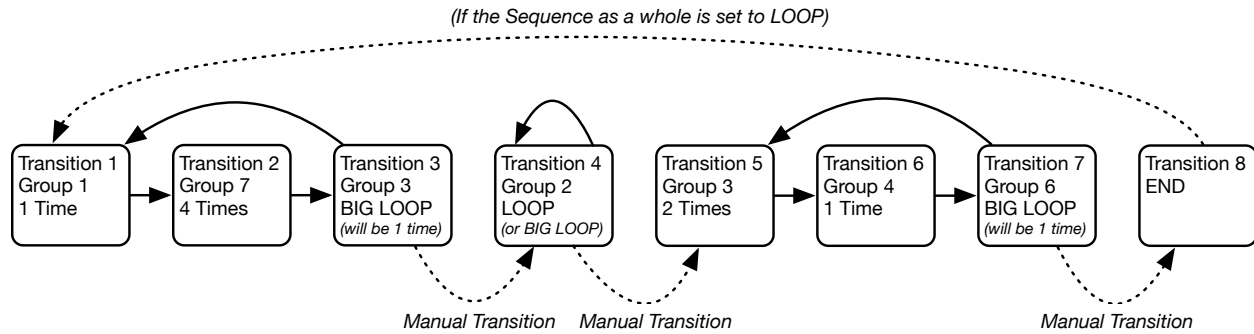 (If the Sequence as a whole is set to LOOP)
Transition 1
Group 1
1 Time
Transition 2
Group 7
4 Times
Transition 3
Group 3
BIG LOOP
(will be 1 time)
Transition 4
Group 2
LOOP
(or BIG LOOP)
Transition 5
Group 3
2 Times
Transition 6
Group 4
1 Time
Transition 7
Group 6
BIG LOOP
(will be 1 time)
Transition 8
END
Manual Transition
Manual Transition
Manual Transition